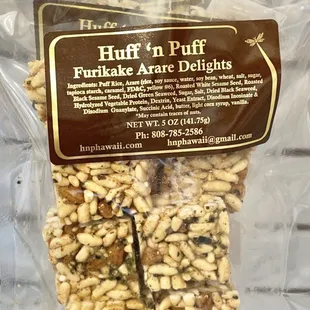 Huff 'n Puff
Huff 'n Puff
Furikake Arare Delights
Ingredients: Puff Rice, Arare (rice, soy sauce, water, soy bean, wheat, salt, sugar,
tapioca starch, caramel, FD&C, yellow #6), Roasted White Sesame Seed, Roasted
Black Sesame Seed, Dried Green Seaweed, Sugar, Salt, Dried Black Seaweed,
Hydrolyzed Vegetable Protein, Dextrin, Yeast Extract, Disodium Inosinate &
Disodium Guanylate, Succinic Acid, butter, light corn syrup, vanilla.
*May contain traces of nuts.
NET WT. 5 OZ (141.75g)
Ph: 808-785-2586
hnphawaii.com hnphawaii@gmail.com